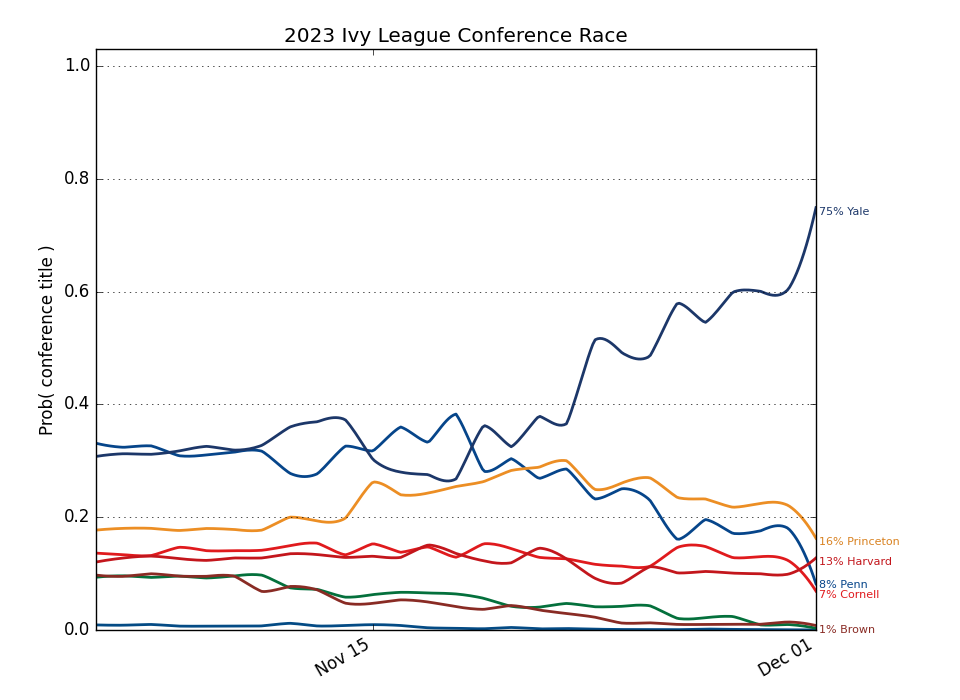 2023 Ivy League Conference Race
Prob( conference title )
1.0
0.8
0.6
0.4
0.2
0.0
Nov 15
Dec 01
75% Yale
16% Princeton
13% Harvard
8% Penn
7% Cornell
1% Brown